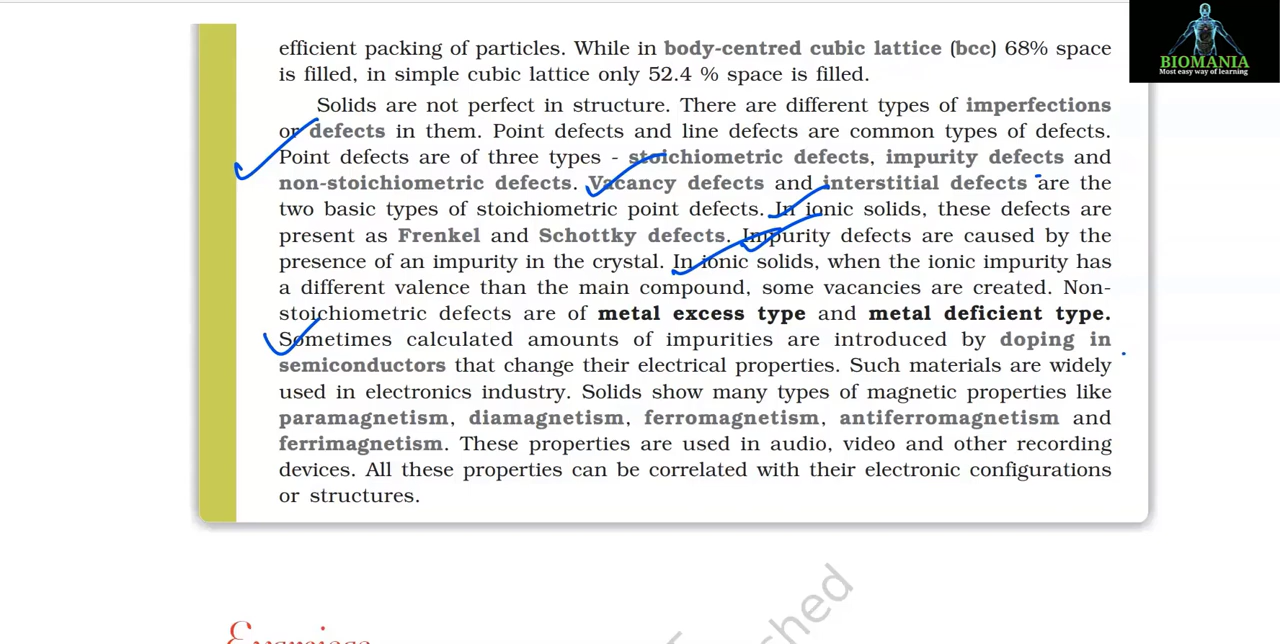 BIOMANIA
Most easy way of learning
efficient packing of particles. While in body-centred cubic lattice (bcc) 68% space
is filled, in simple cubic lattice only 52.4 % space is filled.
Solids are not perfect in structure. There are different types of imperfections
or defects in them. Point defects and line defects are common types of defects.
Point defects are of three types - stoichiometric defects, impurity defects and
non-stoichiometric defects. Vacancy defects and interstitial defects are the
two basic types of stoichiometric point defects. In ionic solids, these defects are
present as Frenkel and Schottky defects. Impurity defects are caused by the
presence of an impurity in the crystal. In ionic solids, when the ionic impurity has
a different valence than the main compound, some vacancies are created. Non-
stoichiometric defects are of metal excess type and metal deficient type.
Sometimes calculated amounts of impurities are introduced by doping in
semiconductors that change their electrical properties. Such materials are widely
used in electronics industry. Solids show many types of magnetic properties like
paramagnetism, diamagnetism, ferromagnetism, antiferromagnetism and
ferrimagnetism. These properties are used in audio, video and other recording
devices. All these properties can be correlated with their electronic configurations
or structures.